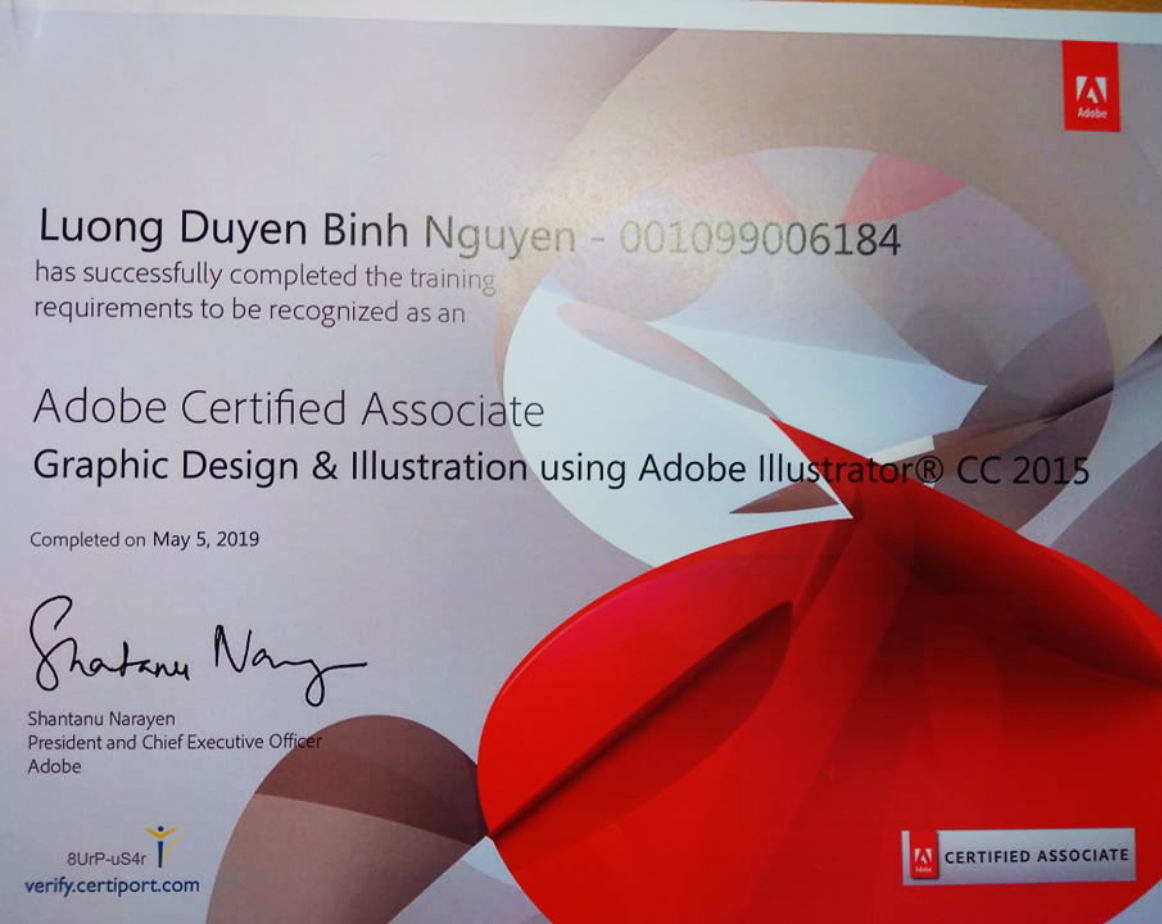 Adobe
Luong Duyen Binh Nguyen - 001099006184
has successfully completed the training
requirements to be recognized as an
Adobe Certified Associate
Graphic Design & Illustration using Adobe Illustrator® CC 2015
Completed on May 5, 2019
Shantanu Narayen
Shantanu Narayen
President and Chief Executive Officer
Adobe
8UrP-uS4r
verify.certiport.com
Adobe
CERTIFIED ASSOCIATE